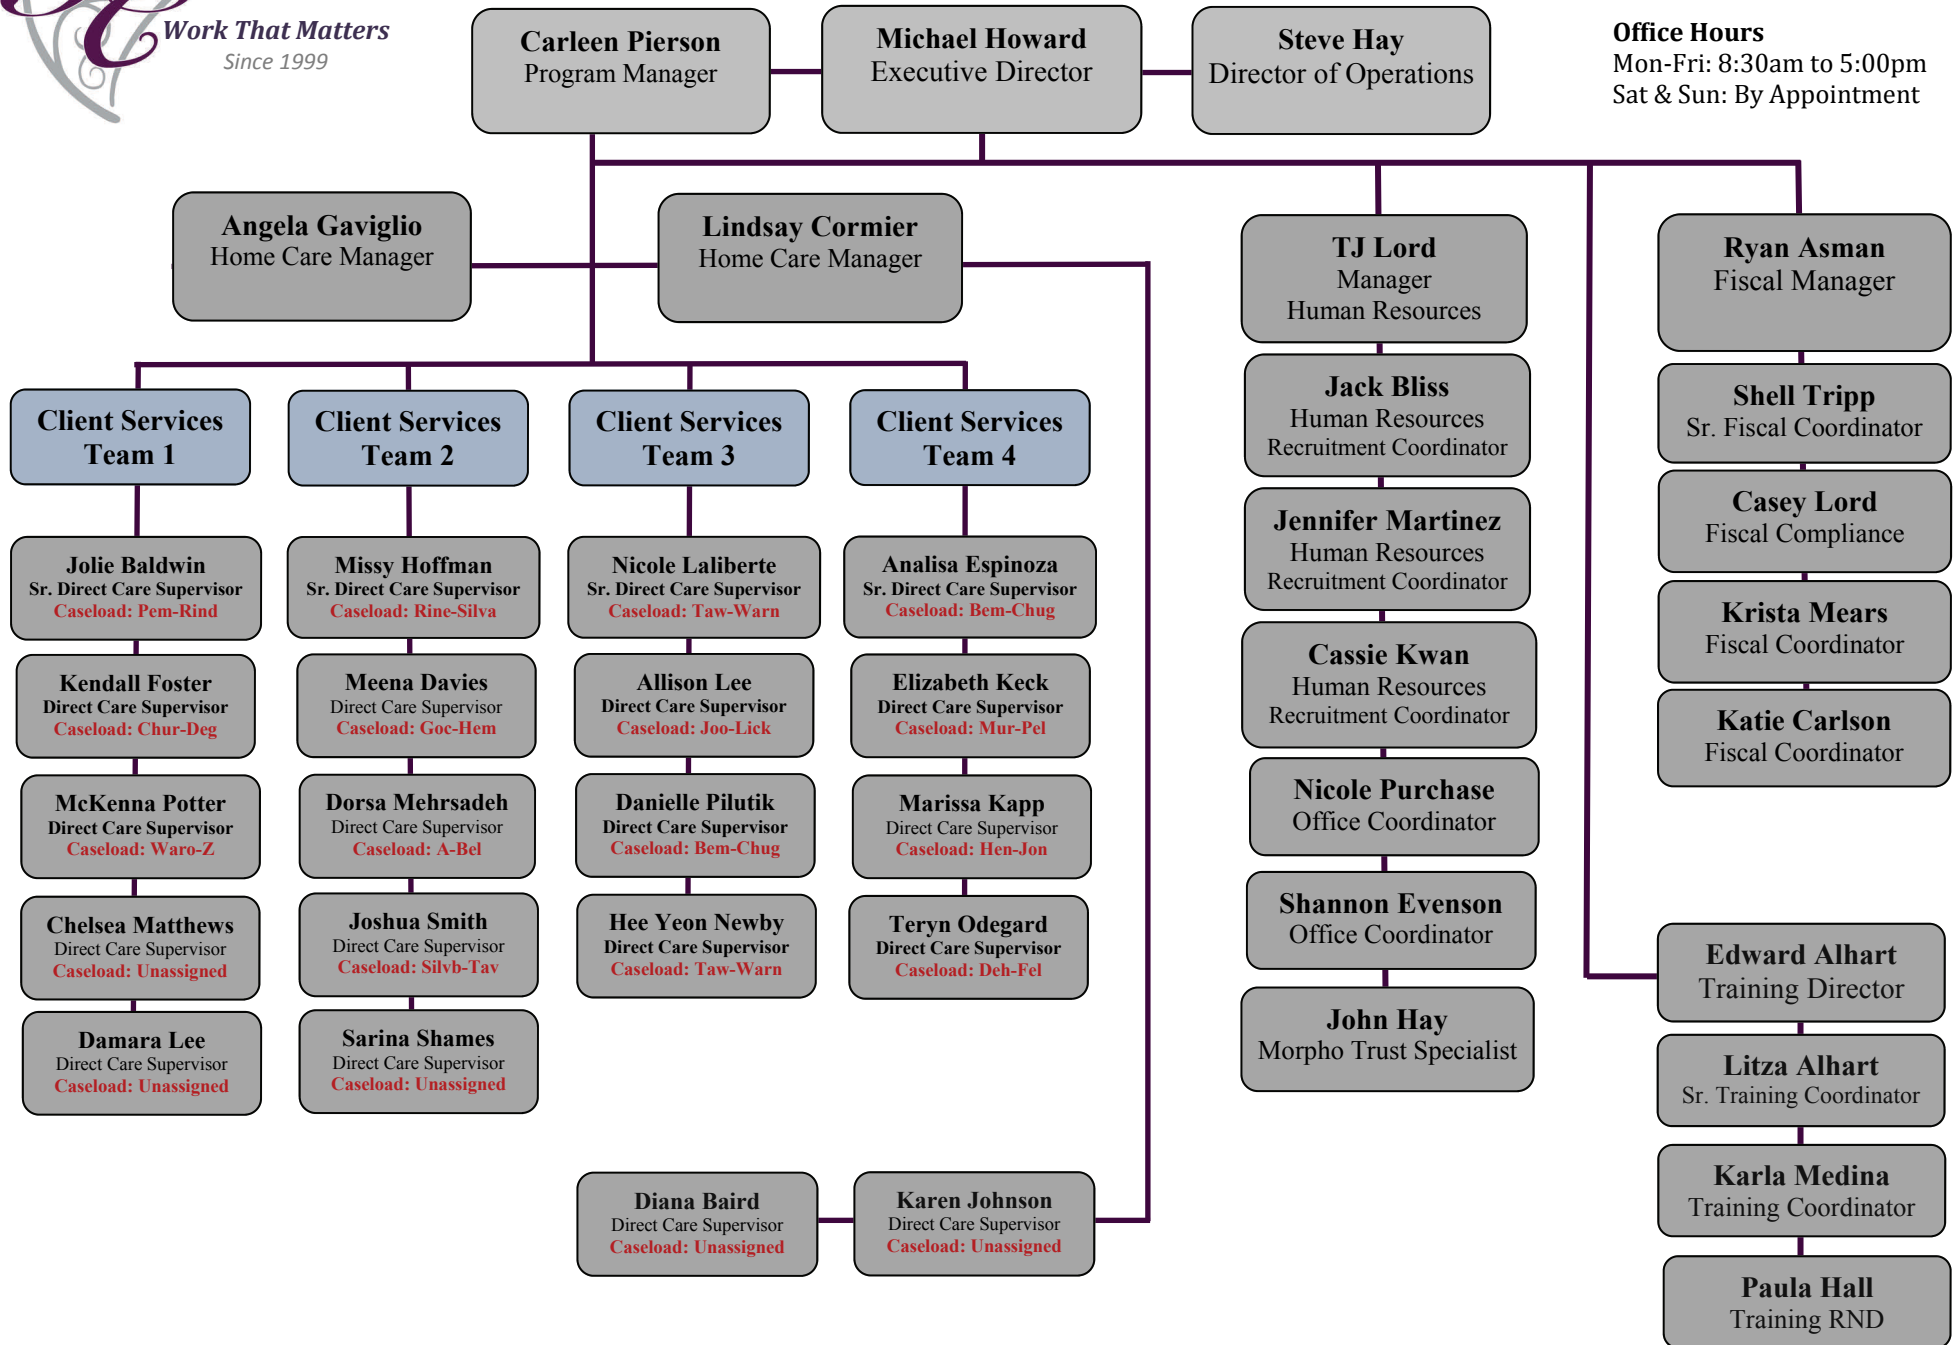 Work That Matters
Since 1999
Carleen Pierson
Program Manager
Michael Howard
Executive Director
Steve Hay
Director of Operations
Office Hours
Mon-Fri: 8:30am to 5:00pm
Sat & Sun: By Appointment
Angela Gaviglio
Home Care Manager
Lindsay Cormier
Home Care Manager
Client Services
Team 1
Jolie Baldwin
Sr. Direct Care Supervisor
Caseload: Pem-Rind
Kendall Foster
Direct Care Supervisor
Caseload: Chur-Deg
McKenna Potter
Direct Care Supervisor
Caseload: Waro-Z
Chelsea Matthews
Direct Care Supervisor
Caseload: Unassigned
Damara Lee
Direct Care Supervisor
Caseload: Unassigned
Client Services
Team 2
Missy Hoffman
Sr. Direct Care Supervisor
Caseload: Rine-Silva
Meena Davies
Direct Care Supervisor
Caseload: Goc-Hem
Dorsa Mehrsadeh
Direct Care Supervisor
Caseload: A-Bel
Joshua Smith
Direct Care Supervisor
Caseload: Silvb-Tav
Sarina Shames
Direct Care Supervisor
Caseload: Unassigned
Client Services
Team 3
Nicole Laliberte
Sr. Direct Care Supervisor
Caseload: Taw-Warn
Allison Lee
Direct Care Supervisor
Caseload: Joo-Lick
Danielle Pilutik
Direct Care Supervisor
Caseload: Bem-Chug
Hee Yeon Newby
Direct Care Supervisor
Caseload: Taw-Warn
Client Services
Team 4
Analisa Espinoza
Sr. Direct Care Supervisor
Caseload: Bem-Chug
Elizabeth Keck
Direct Care Supervisor
Caseload: Mur-Pel
Marissa Kapp
Direct Care Supervisor
Caseload: Hen-Jon
Teryn Odegard
Direct Care Supervisor
Caseload: Deh-Fel
Diana Baird
Direct Care Supervisor
Caseload: Unassigned
Karen Johnson
Direct Care Supervisor
Caseload: Unassigned
TJ Lord
Manager
Human Resources
Jack Bliss
Human Resources
Recruitment Coordinator
Jennifer Martinez
Human Resources
Recruitment Coordinator
Cassie Kwan
Human Resources
Recruitment Coordinator
Nicole Purchase
Office Coordinator
Shannon Evenson
Office Coordinator
John Hay
Morpho Trust Specialist
Ryan Asman
Fiscal Manager
Shell Tripp
Sr. Fiscal Coordinator
Casey Lord
Fiscal Compliance
Krista Mears
Fiscal Coordinator
Katie Carlson
Fiscal Coordinator
Edward Alhart
Training Director
Litza Alhart
Sr. Training Coordinator
Karla Medina
Training Coordinator
Paula Hall
Training RND